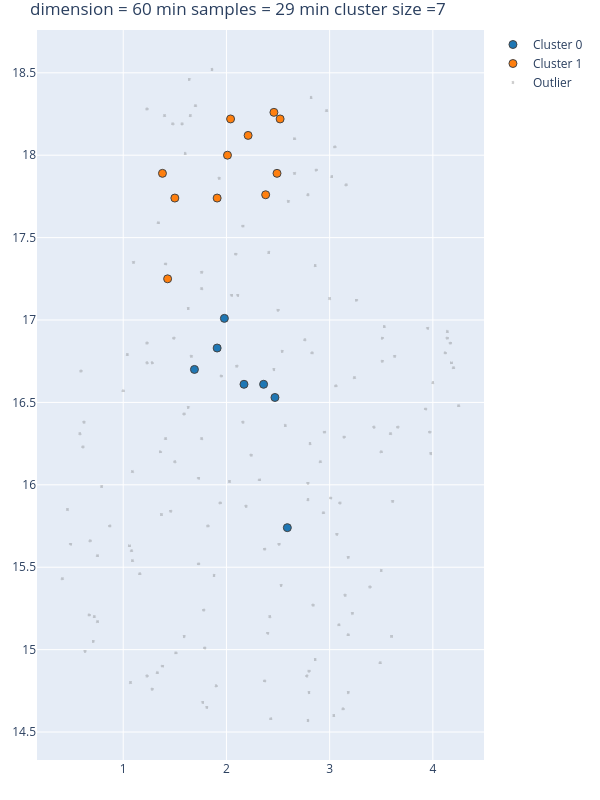 dimension = 60 min samples = 29 min cluster size =7
Cluster 0
Cluster 1
Outlier
18.5
18
17.5
17
16.5
16
15.5
15
14.5
1 2 3 4